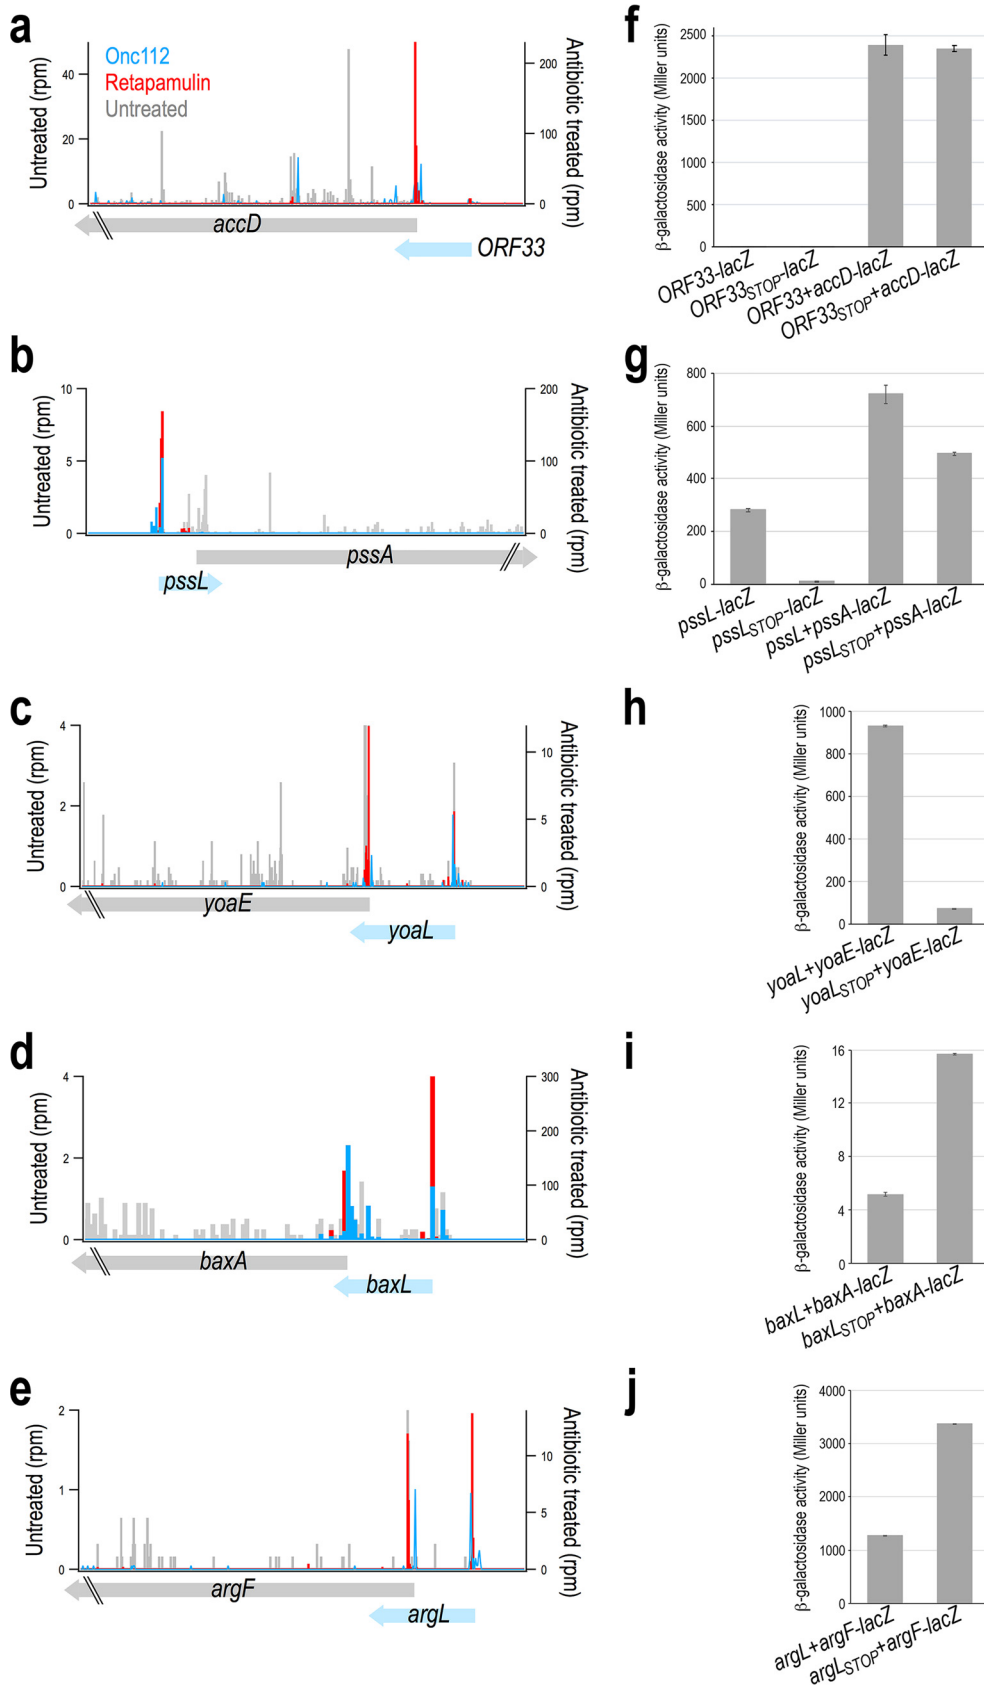 a
Onc112
Retapamulin
Untreated
Untreated (rpm)
40
20
0
Antibiotic treated (rpm)
200
100
0
accD
ORF33
f
β-galactosidase activity (Miller units)
2500
2000
1500
1000
500
0
ORF33-lacZ
ORF33STOP-lacZ
ORF33+accD-lacZ
ORF33STOP+accD-lacZ
b
Untreated (rpm)
10
5
0
Antibiotic treated (rpm)
200
100
0
pssA
pssL
g
β-galactosidase activity (Miller units)
800
600
400
200
0
pssL-lacZ
pssLSTOP-lacZ
pssL+pssA-lacZ
pssLSTOP+pssA-lacZ
c
Untreated (rpm)
4
2
0
Antibiotic treated (rpm)
10
5
0
yoaE
yoaL
h
β-galactosidase activity (Miller units)
1000
800
600
400
200
0
yoaL+yoaE-lacZ
yoaLSTOP+yoaE-lacZ
d
Untreated (rpm)
4
2
0
Antibiotic treated (rpm)
300
200
100
0
baxA
baxL
i
β-galactosidase activity (Miller units)
16
12
8
4
0
baxL+baxA-lacZ
baxLSTOP+baxA-lacZ
e
Untreated (rpm)
2
1
0
Antibiotic treated (rpm)
10
5
0
argF
argL
j
β-galactosidase activity (Miller units)
4000
3000
2000
1000
0
argL+argF-lacZ
argLSTOP+argF-lacZ